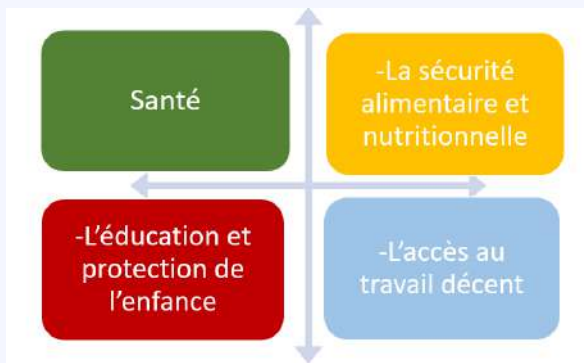 Santé
-La sécurité
alimentaire et
nutritionnelle
-L'éducation et
protection de
l'enfance
-L'accès au
travail décent